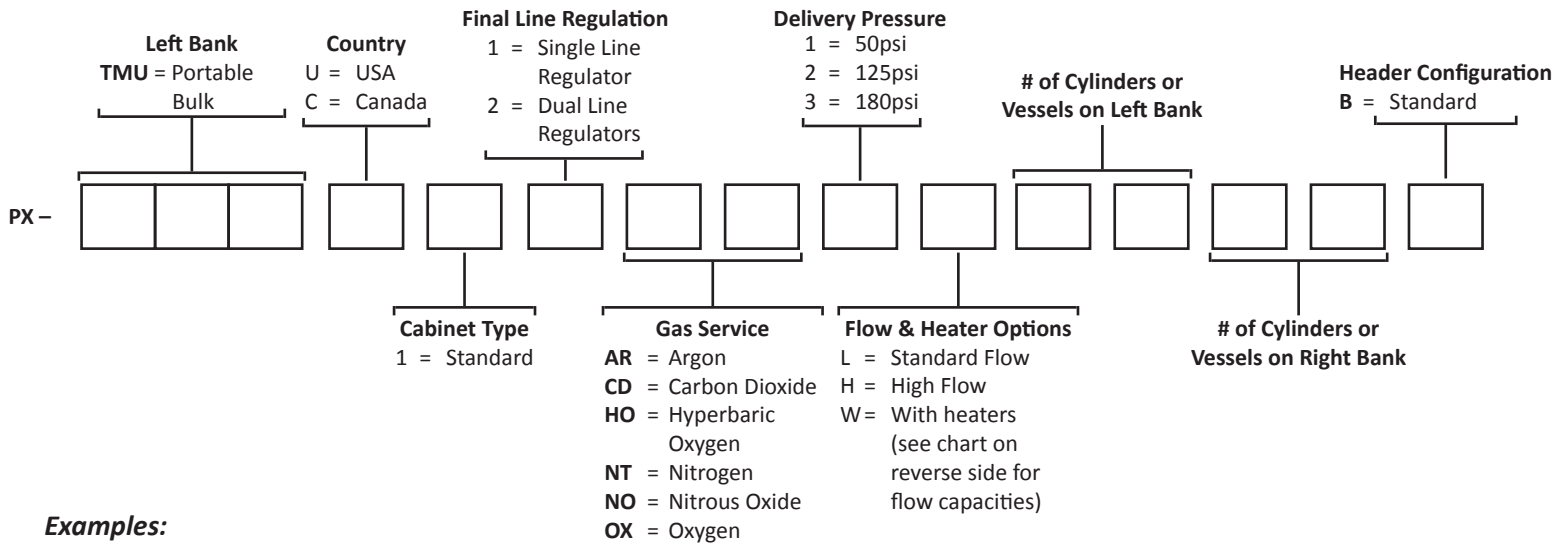 Left Bank
TMU = Portable
Bulk
Country
U = USA
C = Canada
Final Line Regulation
1 = Single Line
Regulator
2 = Dual Line
Regulators
Delivery Pressure
1 = 50psi
2 = 125psi
3 = 180psi
# of Cylinders or
Vessels on Left Bank
Header Configuration
B = Standard
PX –
Cabinet Type
1 = Standard
Gas Service
AR = Argon
CD = Carbon Dioxide
HO = Hyperbaric
Oxygen
NT = Nitrogen
NO = Nitrous Oxide
OX = Oxygen
Flow & Heater Options
L = Standard Flow
H = High Flow
W = With heaters
(see chart on
reverse side for
flow capacities)
# of Cylinders or
Vessels on Right Bank
Examples: